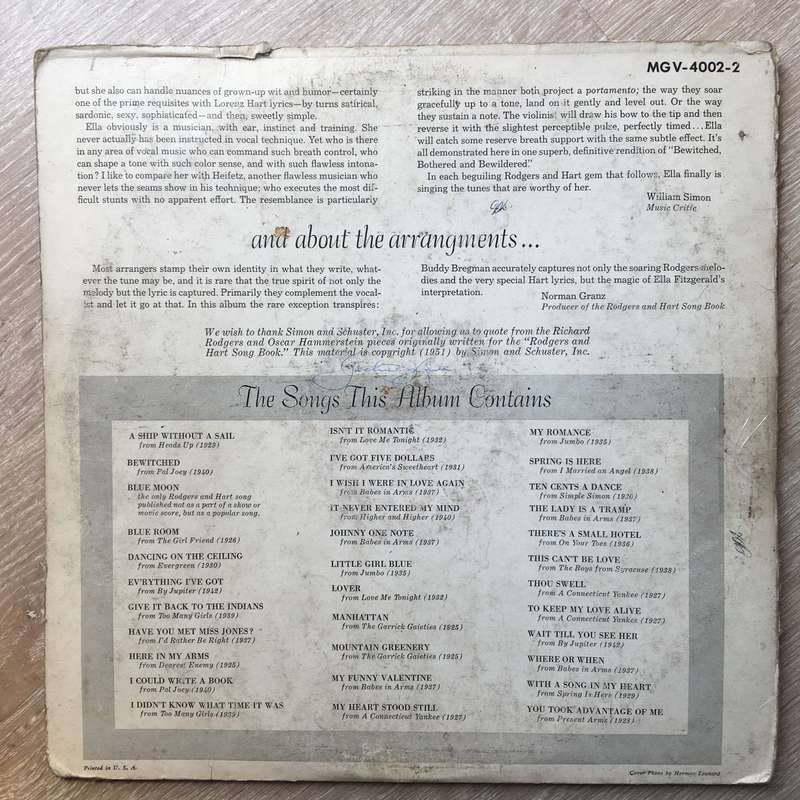 MGV-4002-2
but she also can handle nuances of grown-up wit and humor—certainly
one of the prime requisites with Lorenz Hart lyrics—by turns satirical,
sardonic, sexy, sophisticated—and then, sweetly simple.
Ella obviously is a musician, with ear, instinct and training. She
never actually has been instructed in vocal technique. Yet who is there
in any area of vocal music who can command such breath control, who
can shape a tone with such color sense, and with such flawless intona-
tion? I like to compare her with Heifetz, another flawless musician who
never lets the seams show in his technique; who executes the most dif-
ficult stunts with no apparent effort. The resemblance is particularly
striking in the manner both project a portamento; the way they soar
gracefully up to a tone, land on it gently and level out. Or the way
they sustain a note. The violinist will draw his bow to the tip and then
reverse it with the slightest perceptible pulse, perfectly timed... Ella
will catch some reserve breath support with the same subtle effect. It's
all demonstrated here in one superb, definitive rendition of "Bewitched,
Bothered and Bewildered."
In each beguiling Rodgers and Hart gem that follows, Ella finally is
singing the tunes that are worthy of her.
William Simon
Music Critic
and about the arrangments...
Most arrangers stamp their own identity in what they write, what-
ever the tune may be, and it is rare that the true spirit of not only the
melody but the lyric is captured. Primarily they complement the vocal-
ist and let it go at that. In this album the rare exception transpires:
Buddy Bregman accurately captures not only the soaring Rodgers melo-
dies and the very special Hart lyrics, but the magic of Ella Fitzgerald's
interpretation.
Norman Granz
Producer of the Rodgers and Hart Song Book
We wish to thank Simon and Schuster, Inc. for allowing us to quote from the Richard
Rodgers and Oscar Hammerstein pieces originally written for the "Rodgers and
Hart Song Book." This material is copyright (1951) by Simon and Schuster, Inc.
The Songs This Album Contains
A SHIP WITHOUT A SAIL
from Heads Up (1929)
BEWITCHED
from Pal Joey (1940)
BLUE MOON
the only Rodgers and Hart song
published not as a part of a show or
movie score, but as a popular song.
BLUE ROOM
from The Girl Friend (1926)
DANCING ON THE CEILING
from Evergreen (1930)
EV'RYTHING I'VE GOT
from By Jupiter (1942)
GIVE IT BACK TO THE INDIANS
from Too Many Girls (1939)
HAVE YOU MET MISS JONES?
from I'd Rather Be Right (1937)
HERE IN MY ARMS
from Dearest Enemy (1925)
I COULD WRITE A BOOK
from Pal Joey (1940)
I DIDN'T KNOW WHAT TIME IT WAS
from Too Many Girls (1939)
ISN'T IT ROMANTIC
from Love Me Tonight (1932)
I'VE GOT FIVE DOLLARS
from America's Sweetheart (1931)
I WISH I WERE IN LOVE AGAIN
from Babes in Arms (1937)
IT NEVER ENTERED MY MIND
from Higher and Higher (1940)
JOHNNY ONE NOTE
from Babes in Arms (1937)
LITTLE GIRL BLUE
from Jumbo (1935)
LOVER
from Love Me Tonight (1932)
MANHATTAN
from The Garrick Gaieties (1925)
MOUNTAIN GREENERY
from The Garrick Gaieties (1925)
MY FUNNY VALENTINE
from Babes in Arms (1937)
MY HEART STOOD STILL
from A Connecticut Yankee (1927)
MY ROMANCE
from Jumbo (1935)
SPRING IS HERE
from I Married an Angel (1938)
TEN CENTS A DANCE
from Simple Simon (1930)
THE LADY IS A TRAMP
from Babes in Arms (1937)
THERE'S A SMALL HOTEL
from On Your Toes (1936)
THIS CAN'T BE LOVE
from The Boys from Syracuse (1938)
THOU SWELL
from A Connecticut Yankee (1927)
TO KEEP MY LOVE ALIVE
from A Connecticut Yankee (1927)
WAIT TILL YOU SEE HER
from By Jupiter (1942)
WHERE OR WHEN
from Babes in Arms (1937)
WITH A SONG IN MY HEART
from Spring Is Here (1929)
YOU TOOK ADVANTAGE OF ME
from Present Arms (1928)
Printed in U. S. A.
Cover Photo by Herman Leonard